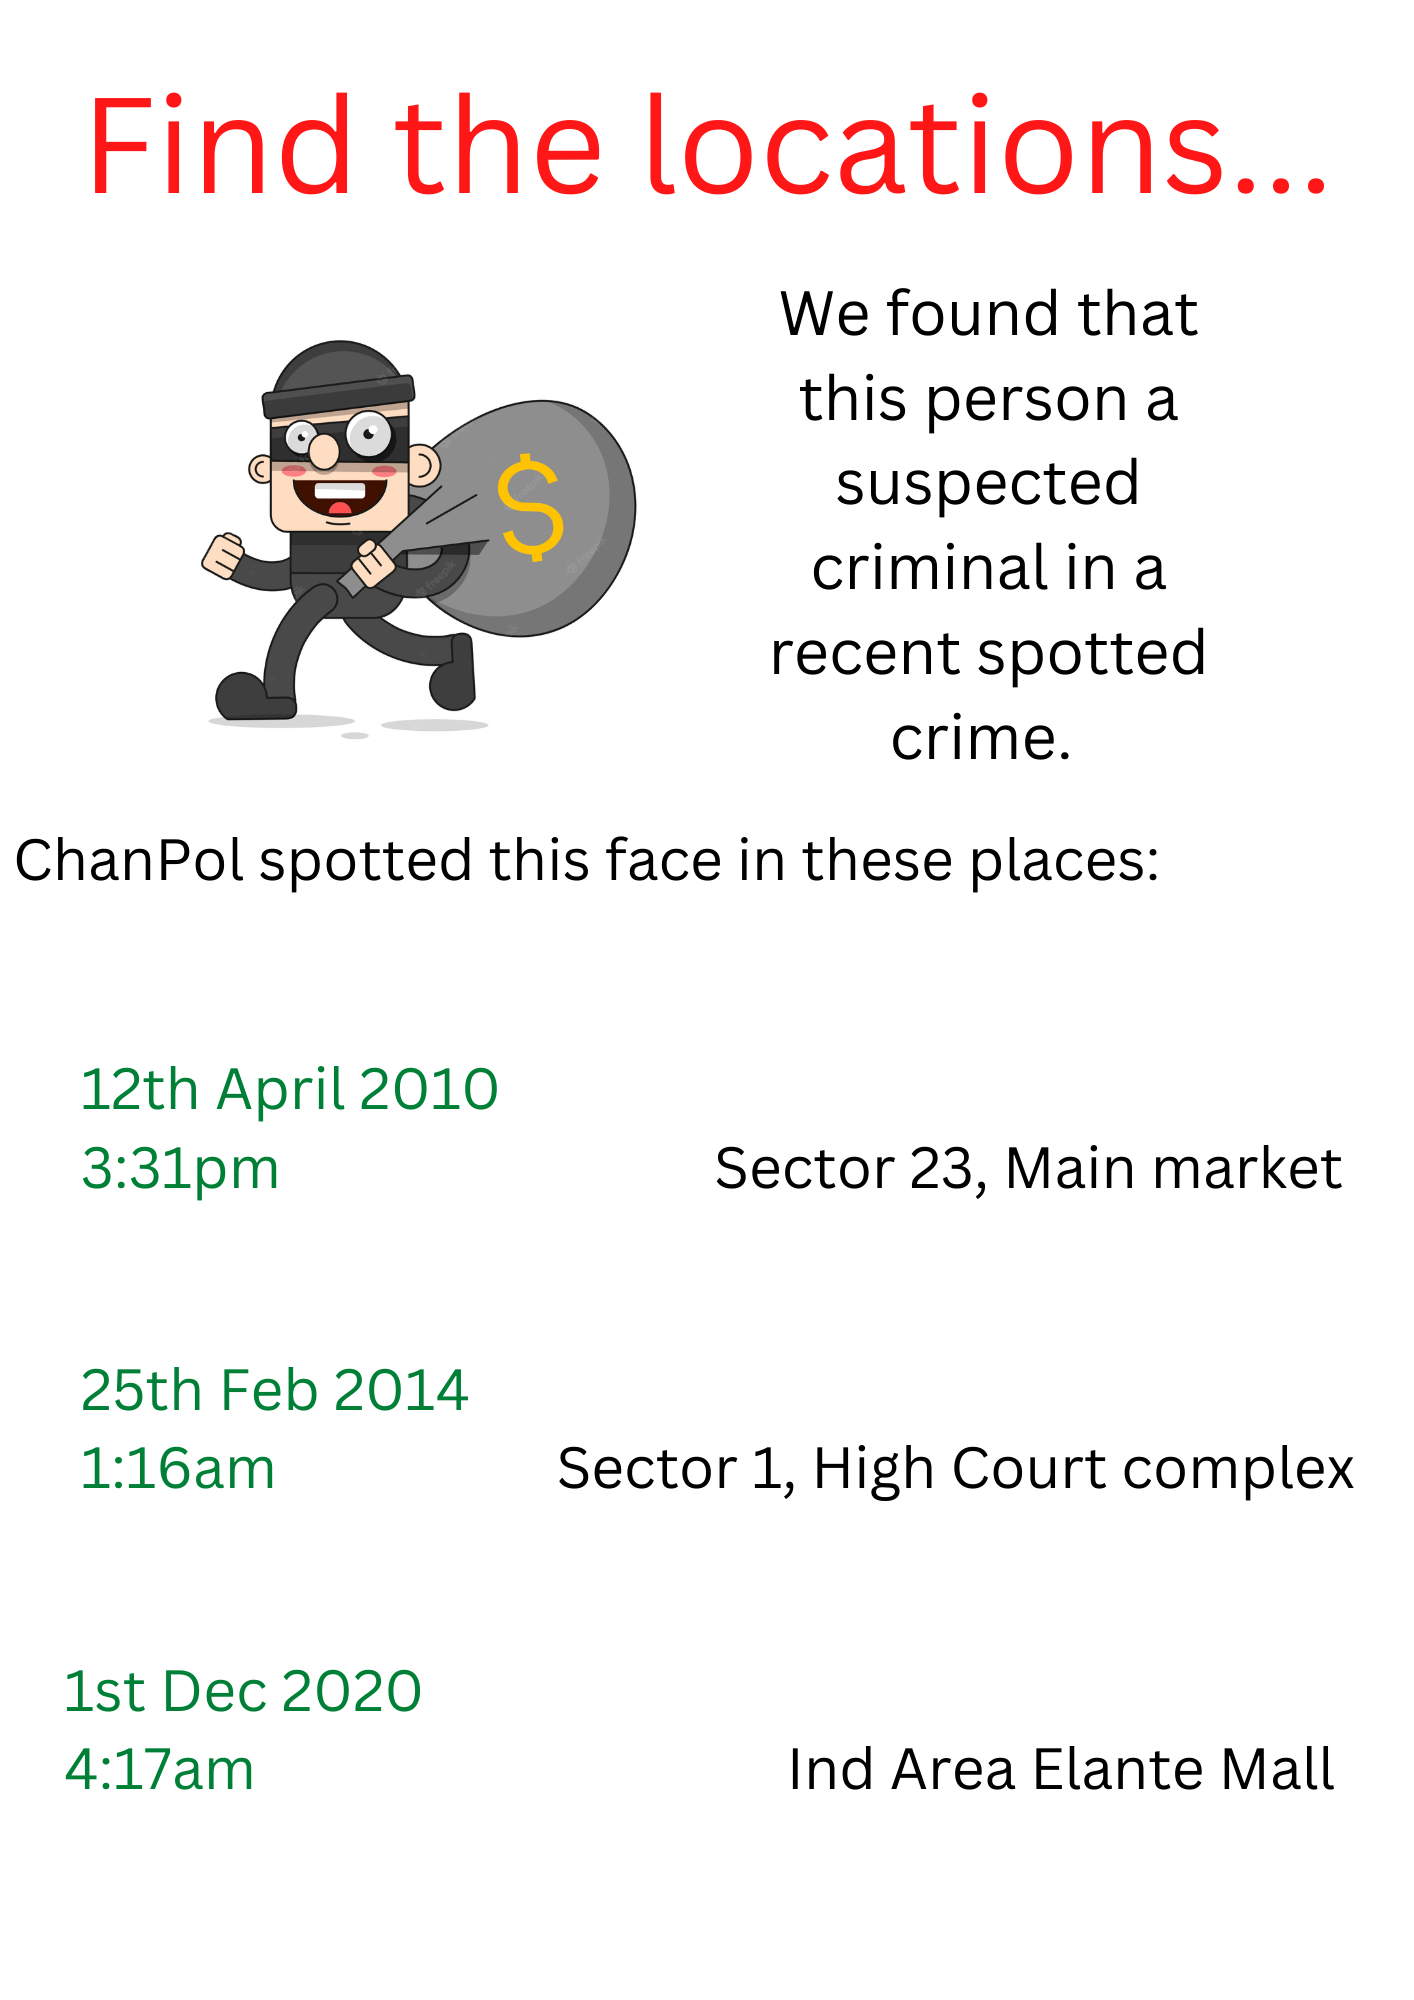 Find the locations...
We found that
this person a
suspected
criminal in a
recent spotted
crime.
ChanPol spotted this face in these places:
12th April 2010
3:31pm
Sector 23, Main market
25th Feb 2014
1:16am
Sector 1, High Court complex
1st Dec 2020
4:17am
Ind Area Elante Mall